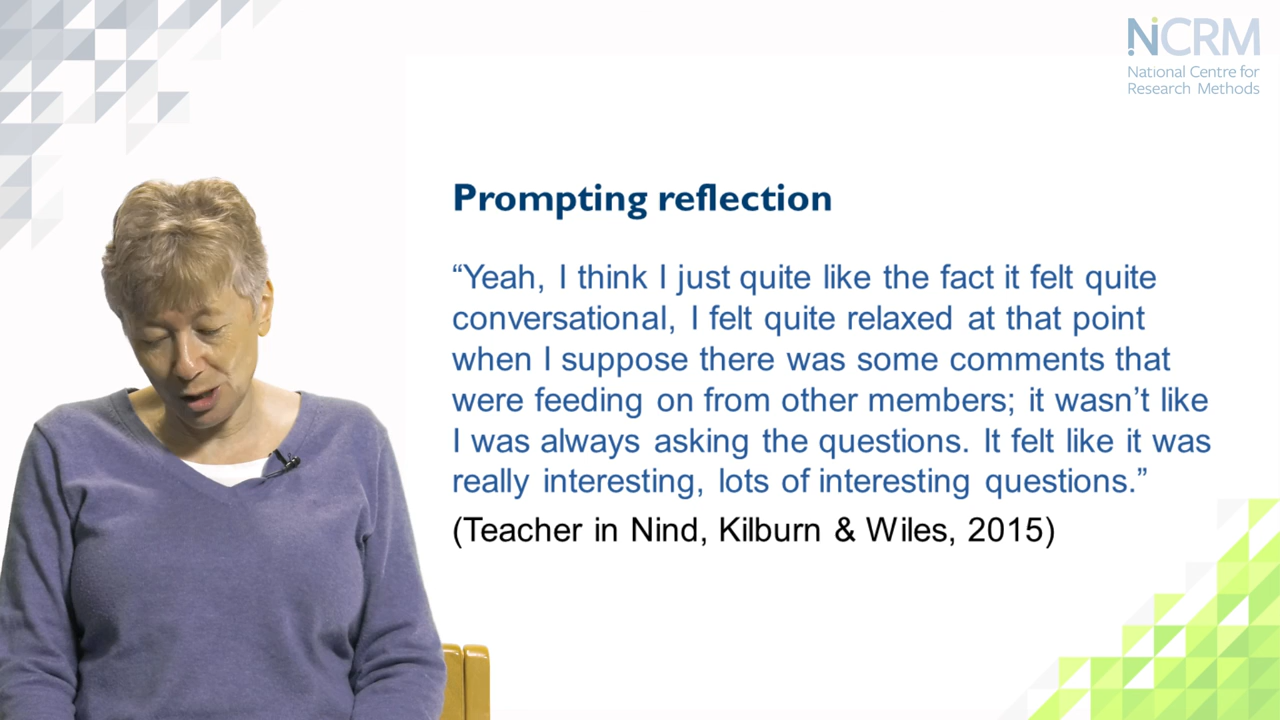 NCRM
National Centre for
Research Methods
Prompting reflection
“Yeah, I think I just quite like the fact it felt quite
conversational, I felt quite relaxed at that point
when I suppose there was some comments that
were feeding on from other members; it wasn’t like
I was always asking the questions. It felt like it was
really interesting, lots of interesting questions.”
(Teacher in Nind, Kilburn & Wiles, 2015)